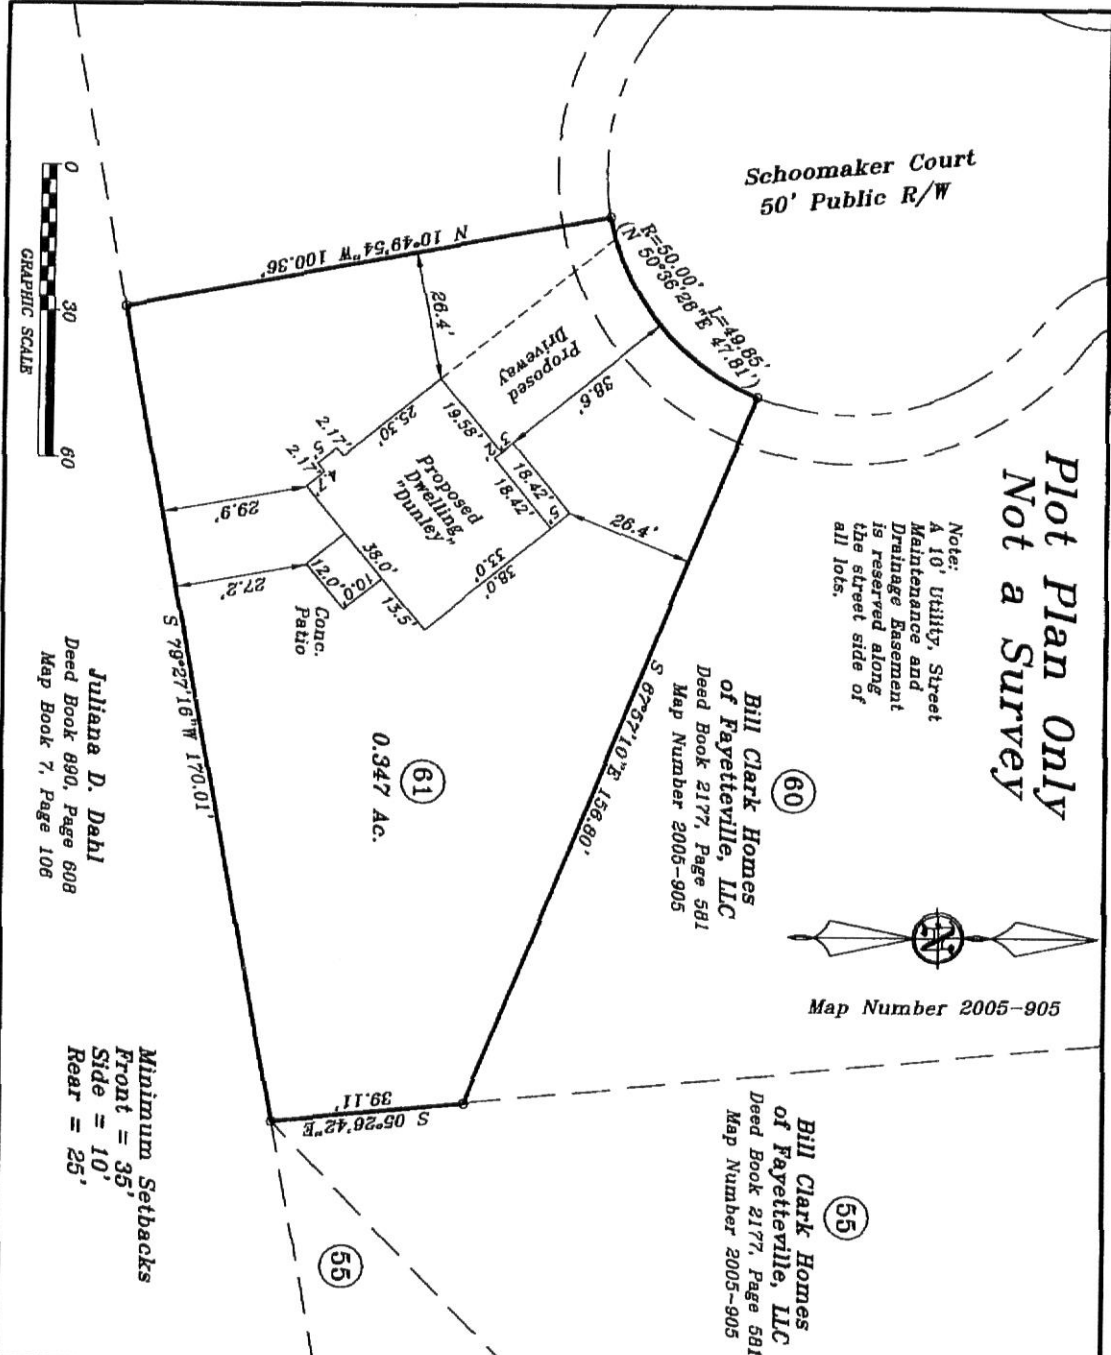 Schoomaker Court
50' Public R/W
Plot Plan Only
Not a Survey
Note:
A 10' Utility, Street
Maintenance and
Drainage Easement
is reserved along
the street side of
all lots.
R=50.00' L=49.85'
(N 50°36'26"E 47.81')
N 10°49'54"W 100.36'
26.4'
Proposed
Driveway
38.6'
19.58'
3'
2'
18.42'
18.42'
5'
26.4'
25.30'
2.17'
5'
2.17'
Proposed
Dwelling
"Dunley"
33.0'
38.0'
38.0'
13.5'
10.0'
12.0'
Conc.
Patio
29.9'
27.2'
S 67°57'10"E 156.80'
60
Bill Clark Homes
of Fayetteville, LLC
Deed Book 2177, Page 581
Map Number 2005-905
61
0.347 Ac.
S 79°27'16"W 170.01'
0 30 60
GRAPHIC SCALE
Juliana D. Dahl
Deed Book 890, Page 608
Map Book 7, Page 106
N
Map Number 2005-905
S 05°26'42"E
39.11'
55
Bill Clark Homes
of Fayetteville, LLC
Deed Book 2177, Page 581
Map Number 2005-905
55
Minimum Setbacks
Front = 35'
Side = 10'
Rear = 25'